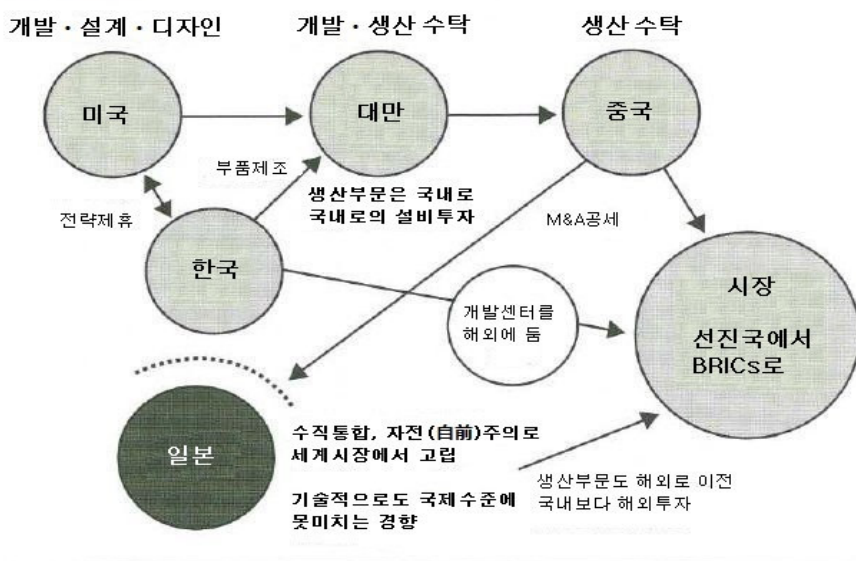 개발·설계·디자인
개발·생산 수탁
생산 수탁
미국
대만
중국
부품제조
전략제휴
생산부문은 국내로
국내로의 설비투자
M&A공세
한국
개발센터를
해외에 둠
시장
선진국에서
BRICs로
일본
수직통합, 자전(自前)주의로
세계시장에서 고립
기술적으로도 국제수준에
못미치는 경향
생산부문도 해외로 이전
국내보다 해외투자